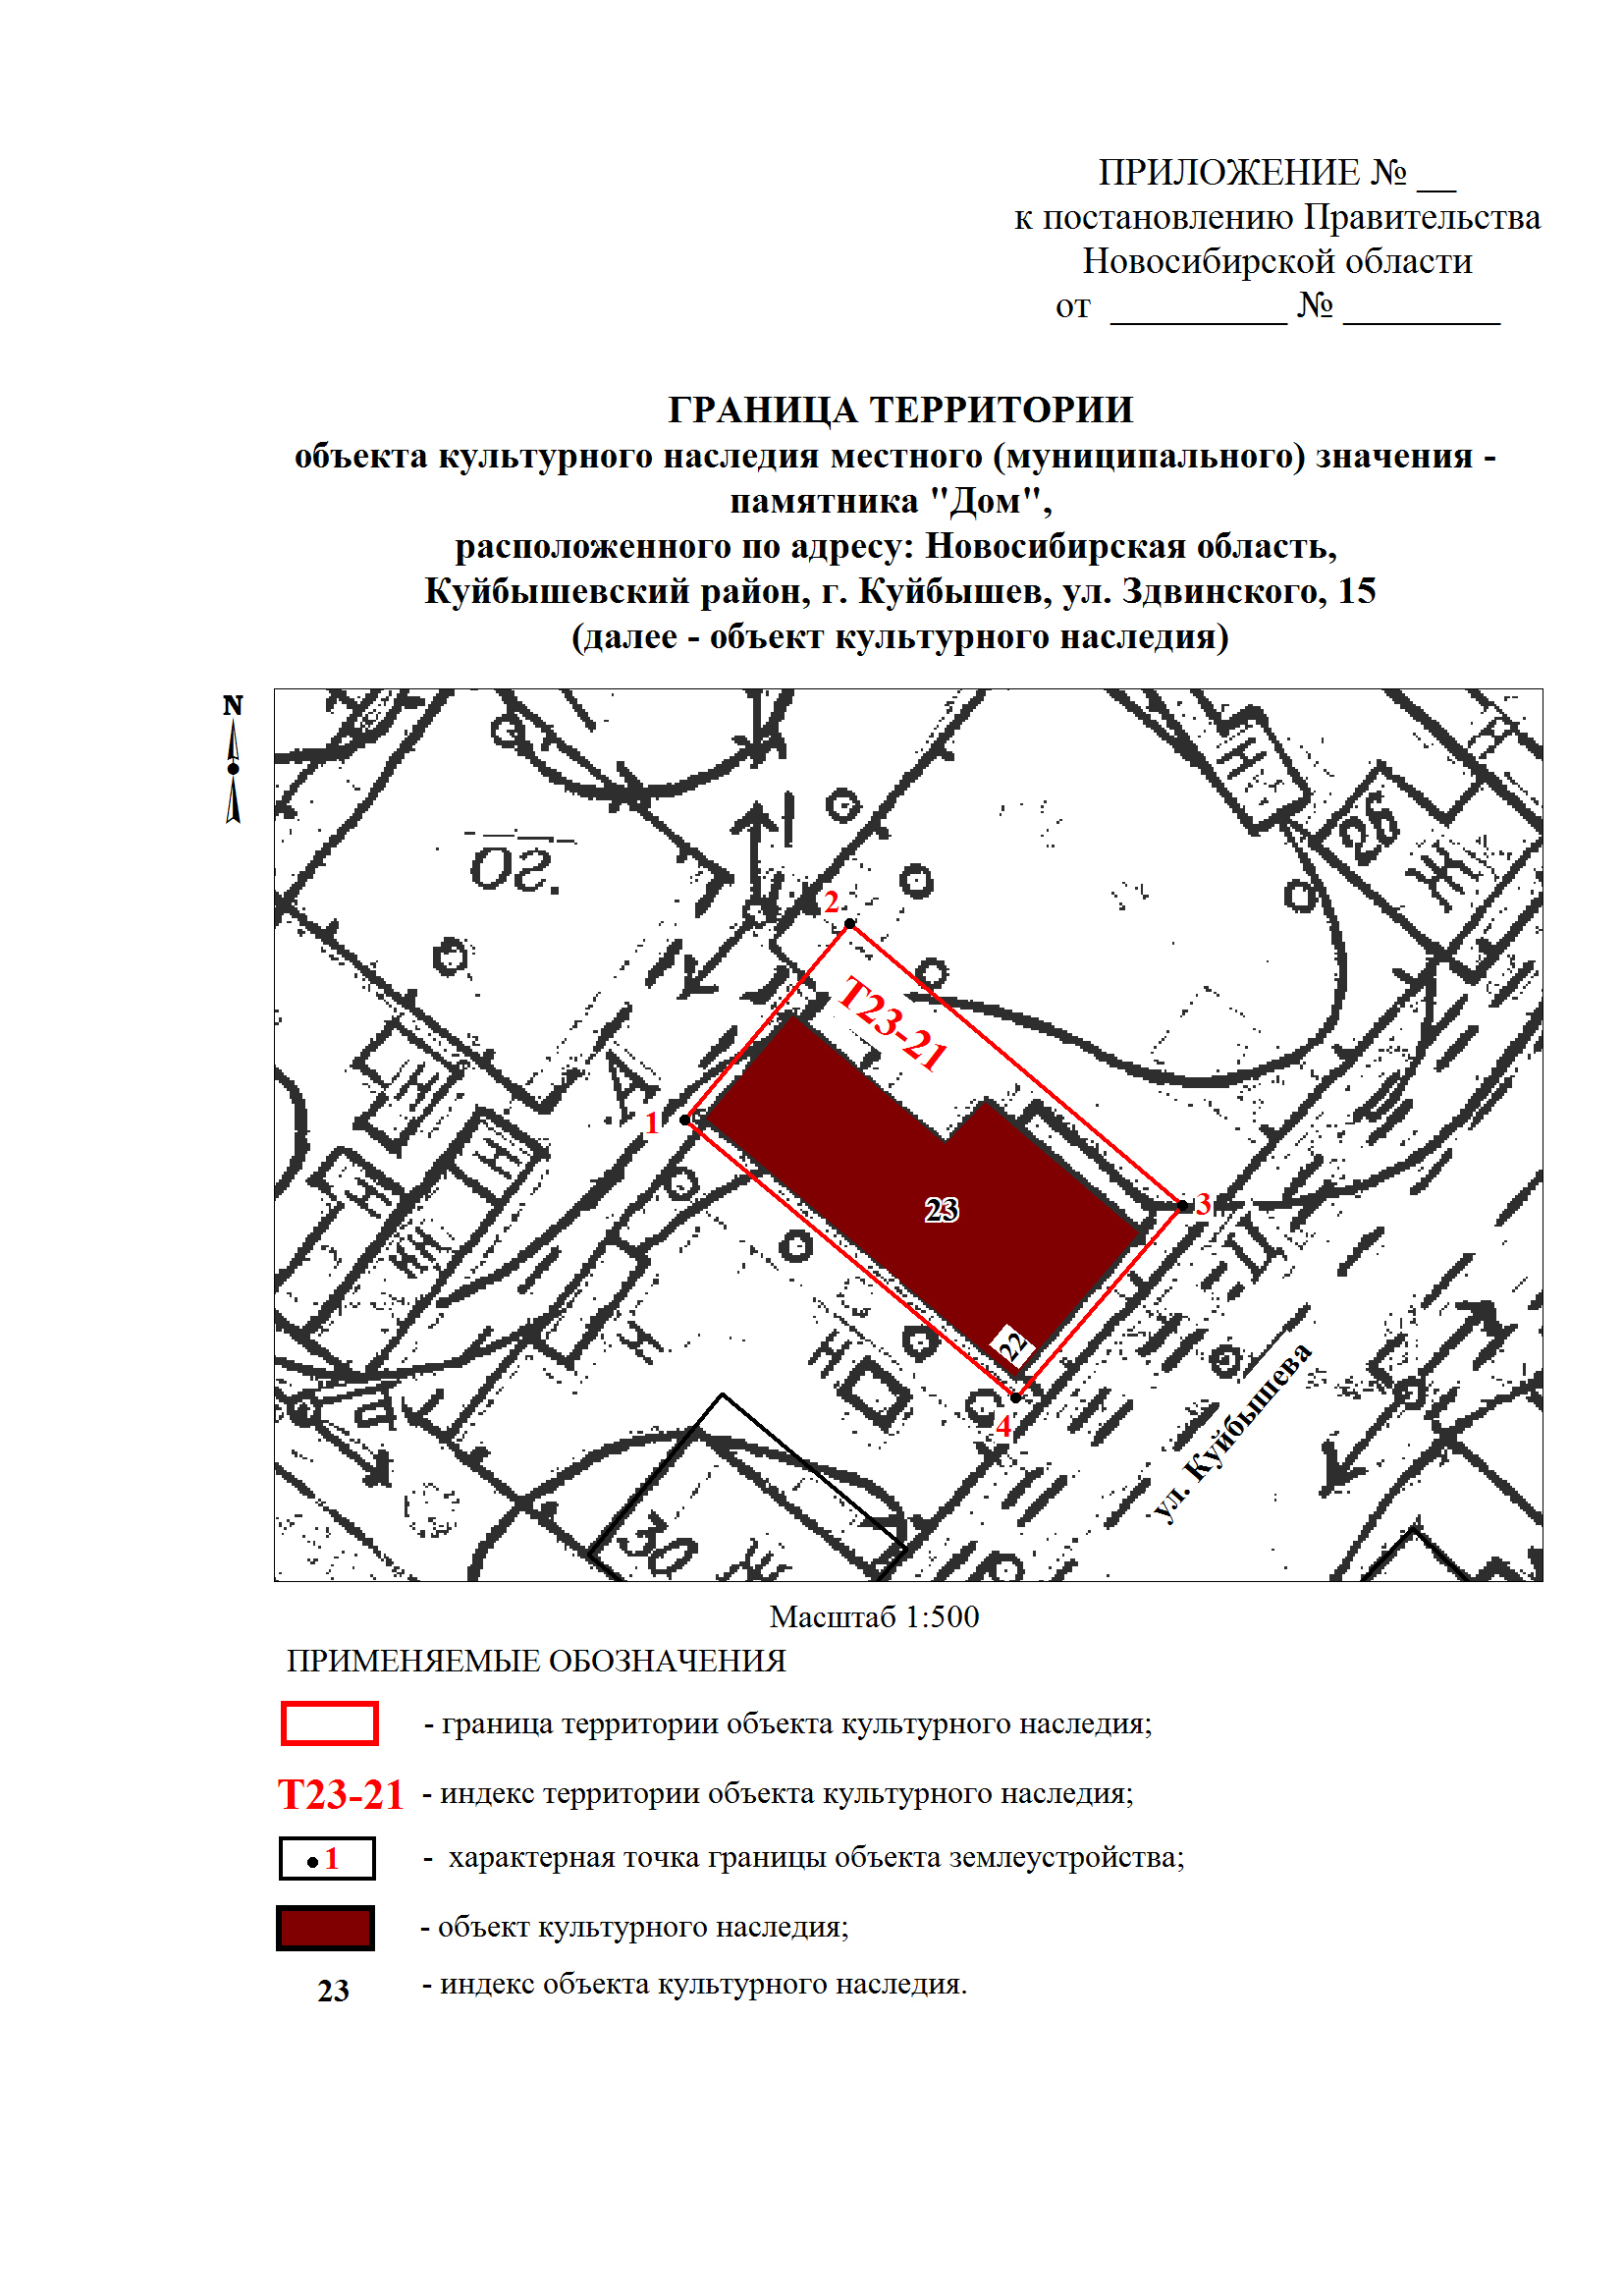 ПРИЛОЖЕНИЕ № __
к постановлению Правительства
Новосибирской области
от _________ № ________
ГРАНИЦА ТЕРРИТОРИИ
объекта культурного наследия местного (муниципального) значения -
памятника "Дом",
расположенного по адресу: Новосибирская область,
Куйбышевский район, г. Куйбышев, ул. Здвинского, 15
(далее - объект культурного наследия)
N
Н
Н
26
Ж
ог.
2
Т23-21
А
1
Н
Н
Н
23
3
Ц
Н
Н
22
4
ул. Куйбышева
30
Ж
Масштаб 1:500
ПРИМЕНЯЕМЫЕ ОБОЗНАЧЕНИЯ
- граница территории объекта культурного наследия;
Т23-21 - индекс территории объекта культурного наследия;
1 - характерная точка границы объекта землеустройства;
- объект культурного наследия;
23 - индекс объекта культурного наследия.